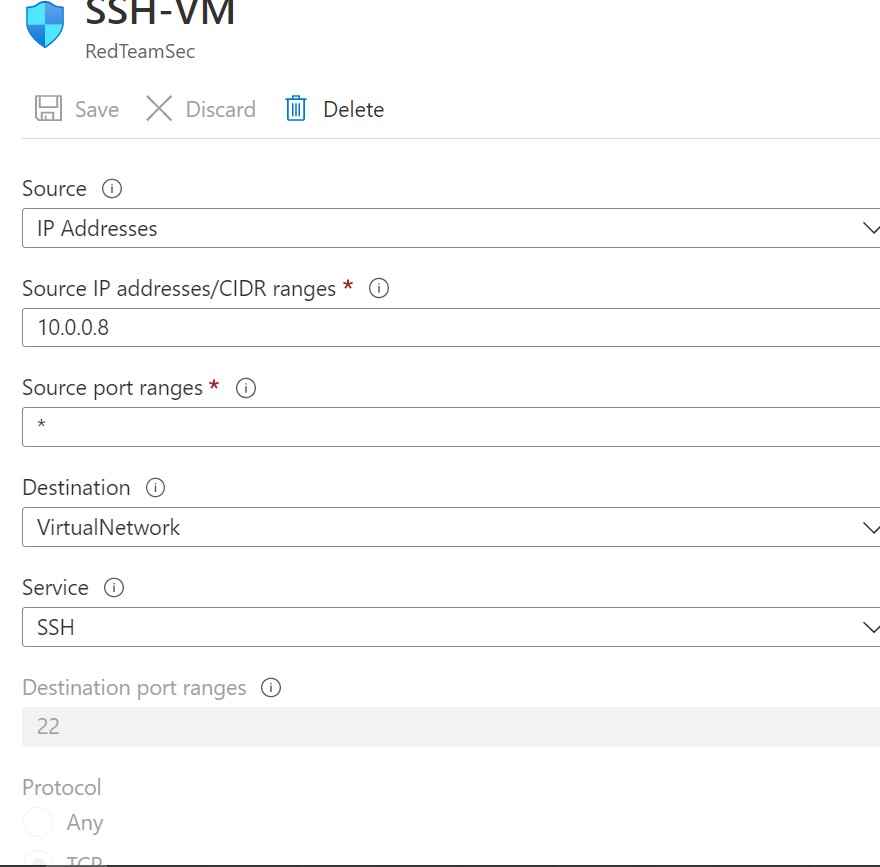 SSH-VM
RedTeamSec
Save Discard Delete
Source
IP Addresses
Source IP addresses/CIDR ranges *
10.0.0.8
Source port ranges *
*
Destination
VirtualNetwork
Service
SSH
Destination port ranges
22
Protocol
Any
TCP